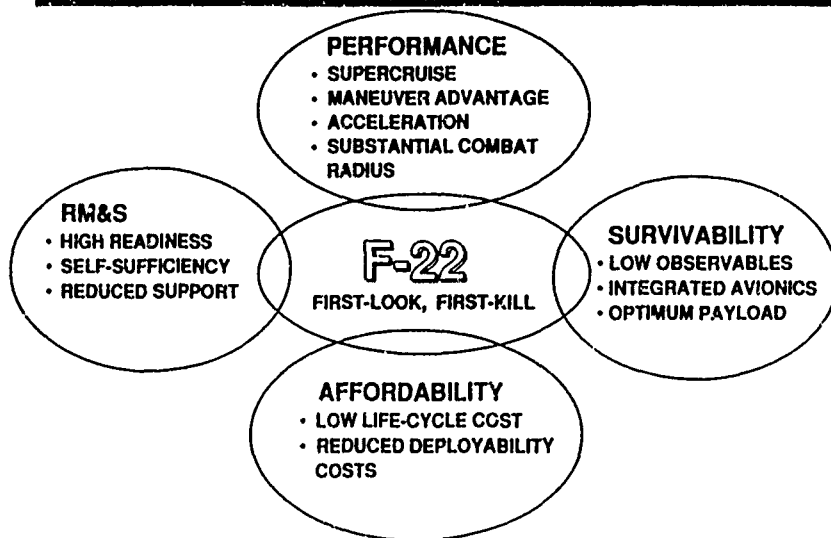 PERFORMANCE
• SUPERCRUISE
• MANEUVER ADVANTAGE
• ACCELERATION
• SUBSTANTIAL COMBAT
RADIUS
RM&S
• HIGH READINESS
• SELF-SUFFICIENCY
• REDUCED SUPPORT
F-22
FIRST-LOOK, FIRST-KILL
SURVIVABILITY
• LOW OBSERVABLES
• INTEGRATED AVIONICS
• OPTIMUM PAYLOAD
AFFORDABILITY
• LOW LIFE-CYCLE COST
• REDUCED DEPLOYABILITY
COSTS